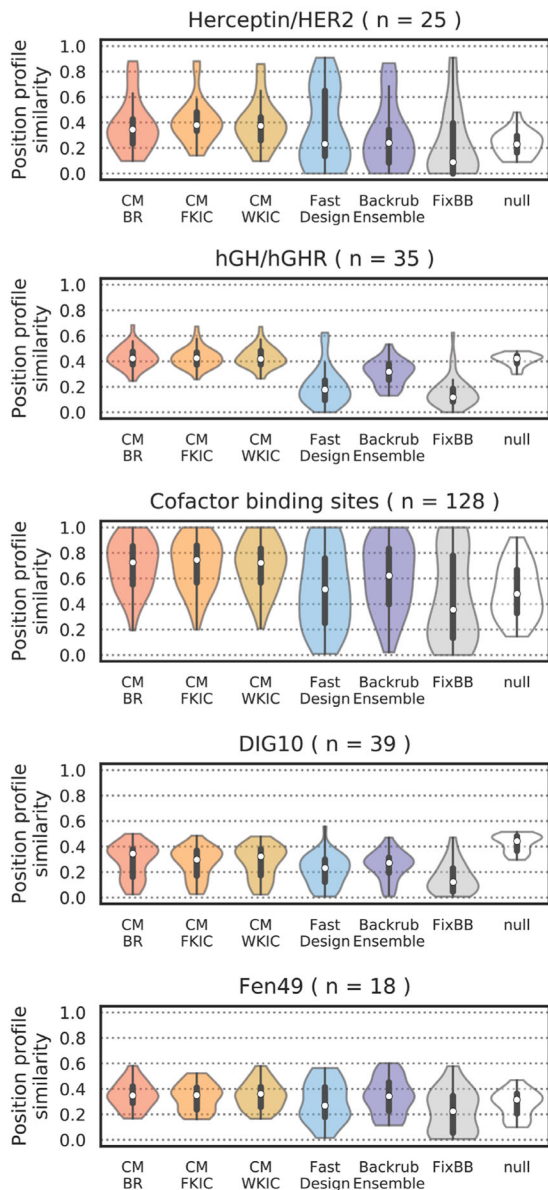 Herceptin/HER2 ( n = 25 )
Position profile
similarity
1.0
0.8
0.6
0.4
0.2
0.0
CM CM CM Fast Backrub FixBB null
BR FKIC WKIC Design Ensemble
hGH/hGHR ( n = 35 )
Position profile
similarity
1.0
0.8
0.6
0.4
0.2
0.0
CM CM CM Fast Backrub FixBB null
BR FKIC WKIC Design Ensemble
Cofactor binding sites ( n = 128 )
Position profile
similarity
1.0
0.8
0.6
0.4
0.2
0.0
CM CM CM Fast Backrub FixBB null
BR FKIC WKIC Design Ensemble
DIG10 ( n = 39 )
Position profile
similarity
1.0
0.8
0.6
0.4
0.2
0.0
CM CM CM Fast Backrub FixBB null
BR FKIC WKIC Design Ensemble
Fen49 ( n = 18 )
Position profile
similarity
1.0
0.8
0.6
0.4
0.2
0.0
CM CM CM Fast Backrub FixBB null
BR FKIC WKIC Design Ensemble